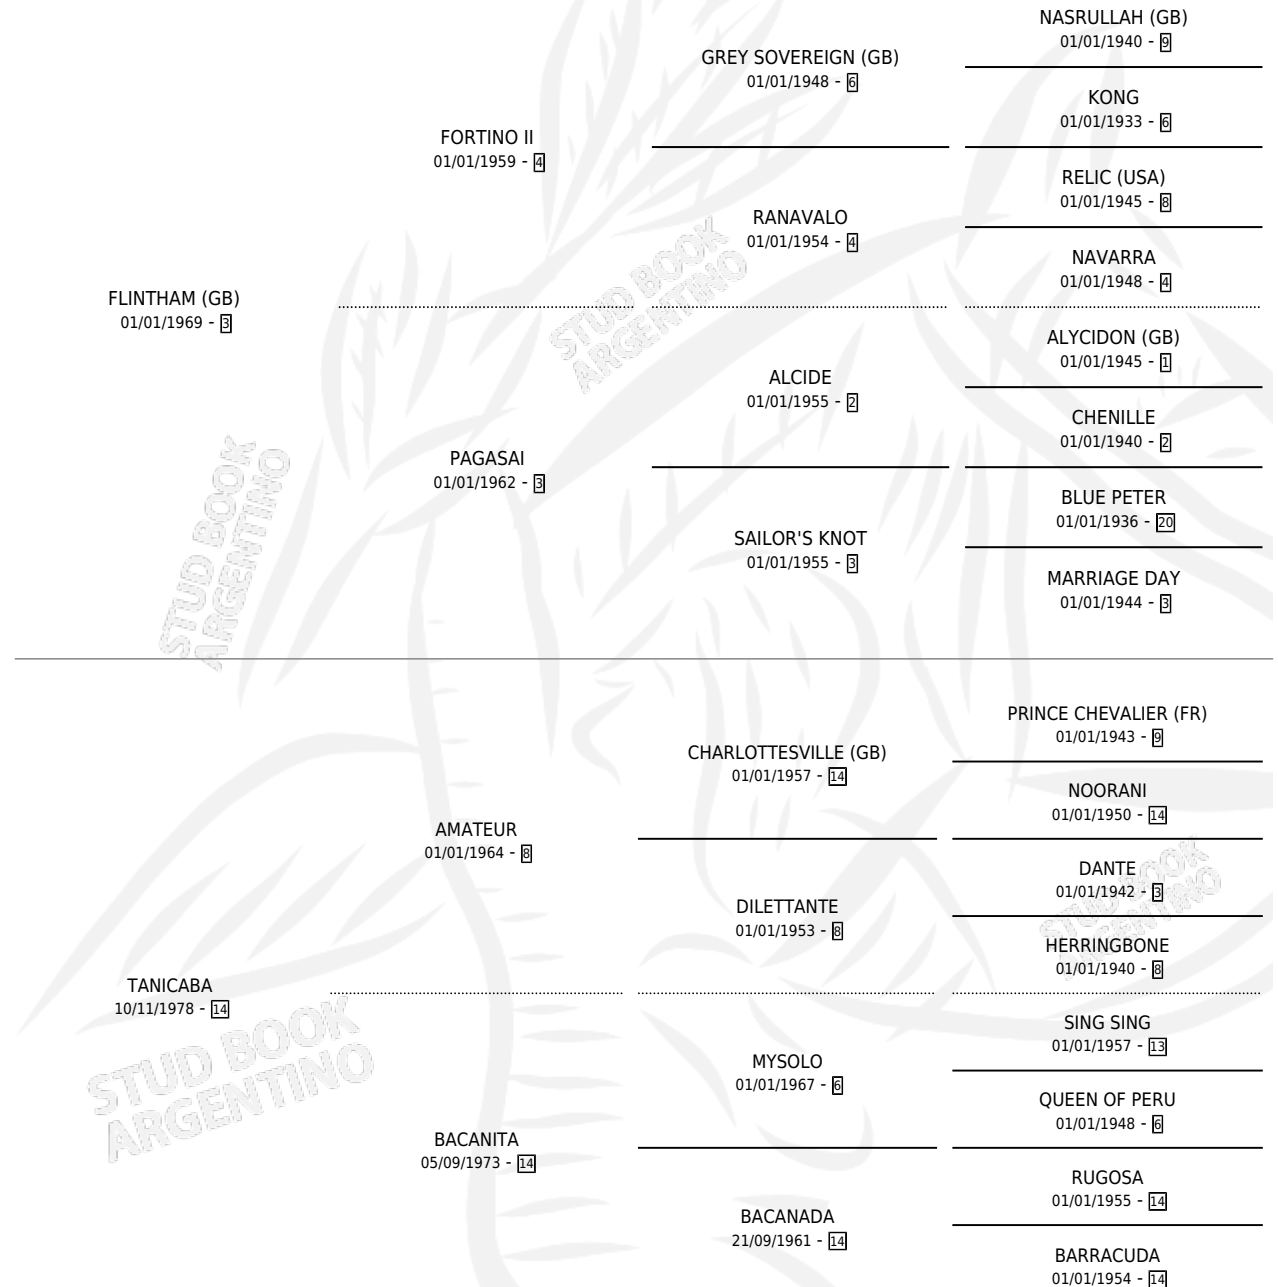 FLINTHAM (GB)
01/01/1969 - 3
FORTINO II
01/01/1959 - 4
GREY SOVEREIGN (GB)
01/01/1948 - 6
NASRULLAH (GB)
01/01/1940 - 9
KONG
01/01/1933 - 6
RANAVALO
01/01/1954 - 4
RELIC (USA)
01/01/1945 - 8
NAVARRA
01/01/1948 - 4
PAGASAI
01/01/1962 - 3
ALCIDE
01/01/1955 - 2
ALYCIDON (GB)
01/01/1945 - 1
CHENILLE
01/01/1940 - 2
SAILOR'S KNOT
01/01/1955 - 3
BLUE PETER
01/01/1936 - 20
MARRIAGE DAY
01/01/1944 - 3
TANICABA
10/11/1978 - 14
AMATEUR
01/01/1964 - 8
CHARLOTTESVILLE (GB)
01/01/1957 - 14
PRINCE CHEVALIER (FR)
01/01/1943 - 9
NOORANI
01/01/1950 - 14
DILETTANTE
01/01/1953 - 8
DANTE
01/01/1942 - 3
HERRINGBONE
01/01/1940 - 8
BACANITA
05/09/1973 - 14
MYSOLO
01/01/1967 - 6
SING SING
01/01/1957 - 13
QUEEN OF PERU
01/01/1948 - 6
BACANADA
21/09/1961 - 14
RUGOSA
01/01/1955 - 14
BARRACUDA
01/01/1954 - 14
STUD BOOK
ARGENTINO
STUD BOOK
ARGENTINO
STUD BOOK
ARGENTINO
STUD BOOK
ARGENTINO